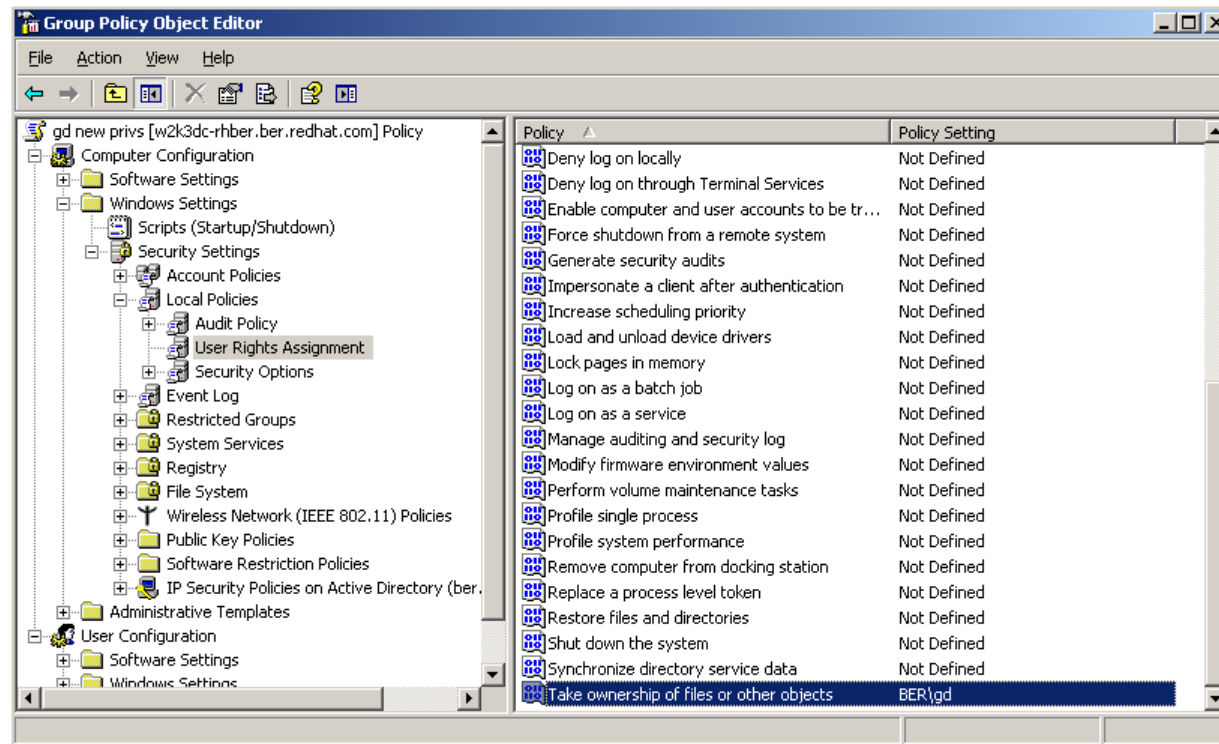 Group Policy Object Editor
File Action View Help
gd new privs [w2k3dc-rhber.ber.redhat.com] Policy
Computer Configuration
Software Settings
Windows Settings
Scripts (Startup/Shutdown)
Security Settings
Account Policies
Local Policies
Audit Policy
User Rights Assignment
Security Options
Event Log
Restricted Groups
System Services
Registry
File System
Wireless Network (IEEE 802.11) Policies
Public Key Policies
Software Restriction Policies
IP Security Policies on Active Directory (ber.
Administrative Templates
User Configuration
Software Settings
Windows Settings
Policy Policy Setting
Deny log on locally Not Defined
Deny log on through Terminal Services Not Defined
Enable computer and user accounts to be tr... Not Defined
Force shutdown from a remote system Not Defined
Generate security audits Not Defined
Impersonate a client after authentication Not Defined
Increase scheduling priority Not Defined
Load and unload device drivers Not Defined
Lock pages in memory Not Defined
Log on as a batch job Not Defined
Log on as a service Not Defined
Manage auditing and security log Not Defined
Modify firmware environment values Not Defined
Perform volume maintenance tasks Not Defined
Profile single process Not Defined
Profile system performance Not Defined
Remove computer from docking station Not Defined
Replace a process level token Not Defined
Restore files and directories Not Defined
Shut down the system Not Defined
Synchronize directory service data Not Defined
Take ownership of files or other objects BER\gd